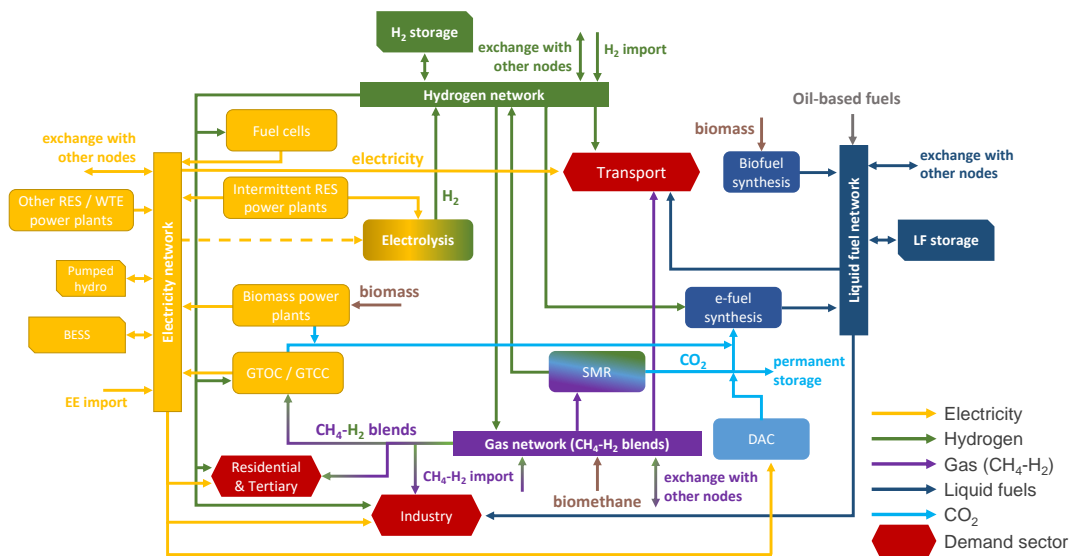 H2 storage
exchange with
other nodes
H2 import
Hydrogen network
Oil-based fuels
biomass
Fuel cells
exchange with
other nodes
electricity
Transport
Biofuel
synthesis
exchange with
other nodes
Other RES / WTE
power plants
Intermittent RES
power plants
H2
Electrolysis
Electricity network
Liquid fuel network
LF storage
Pumped
hydro
Biomass power
plants
biomass
e-fuel
synthesis
BESS
GTOC / GTCC
SMR
CO2
permanent
storage
EE import
CH4-H2 blends
Gas network (CH4-H2 blends)
DAC
Residential
& Tertiary
CH4-H2 import
biomethane
exchange with
other nodes
Industry
Electricity
Hydrogen
Gas (CH4-H2)
Liquid fuels
CO2
Demand sector